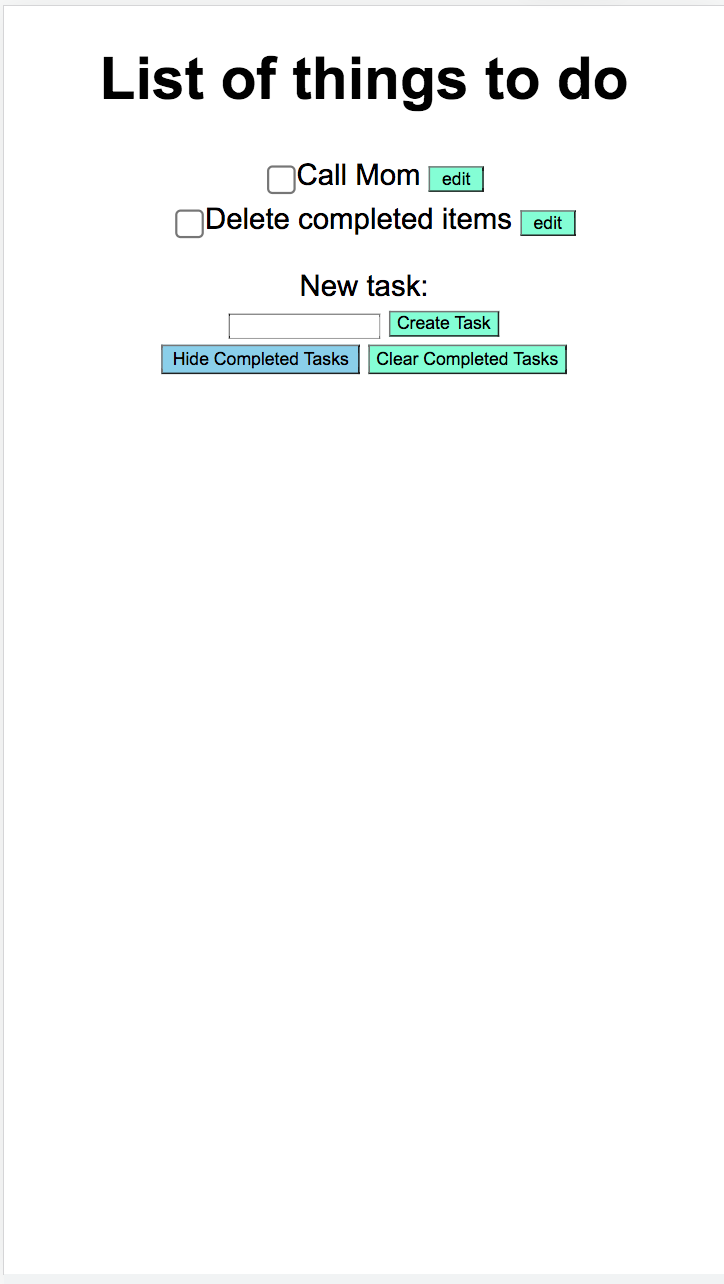 List of things to do
Call Mom edit
Delete completed items edit
New task:
Create Task
Hide Completed Tasks Clear Completed Tasks